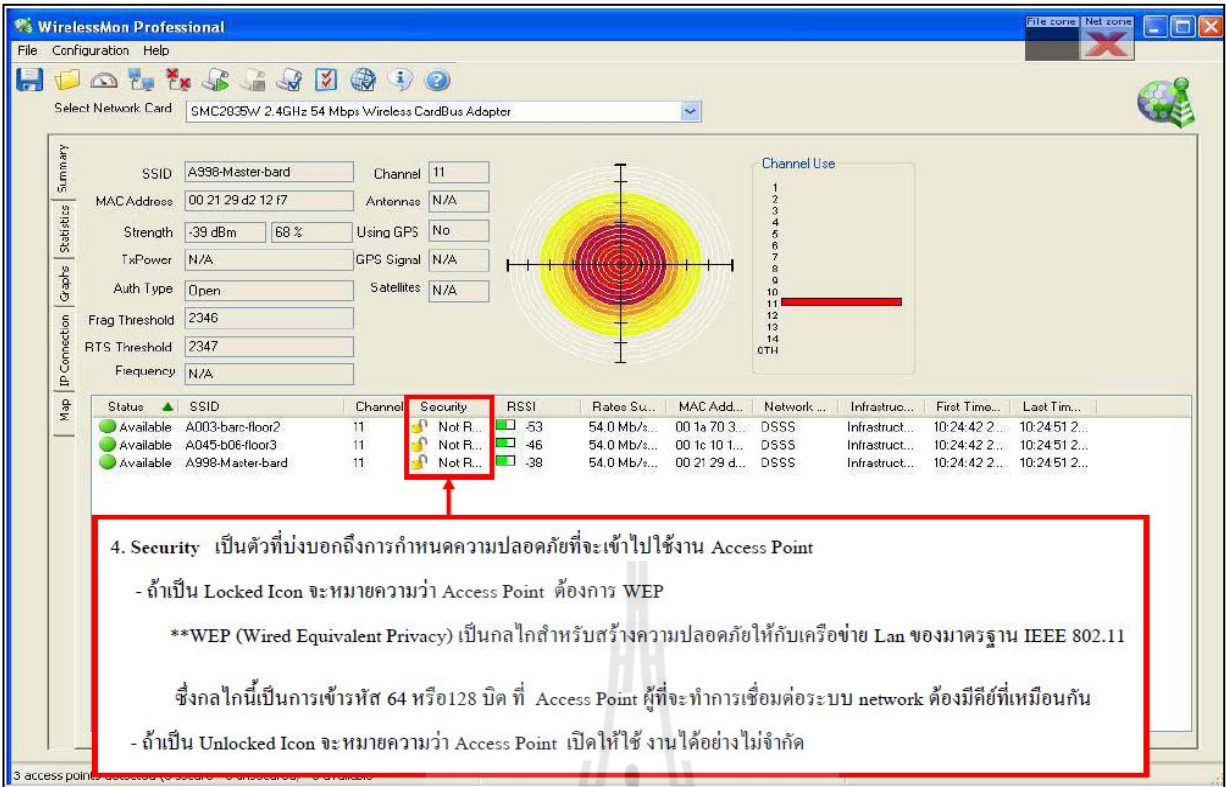 WirelessMon Professional
File zone Net zone
File Configuration Help
Select Network Card SMC2835W 2.4GHz 54 Mbps Wireless CardBus Adapter
Summary
Statistics
Graphs
IP Connection
Map
SSID A998-Master-bard Channel 11
MAC Address 00 21 29 d2 12 f7 Antennas N/A
Strength -39 dBm 68 % Using GPS No
TxPower N/A GPS Signal N/A
Auth Type Open Satellites N/A
Frag Threshold 2346
RTS Threshold 2347
Frequency N/A
Channel Use
1
2
3
4
5
6
7
8
9
10
11
12
13
14
OTH
Status SSID Channel Security RSSI Rates Su... MAC Add... Network ... Infrastruc... First Time... Last Tim...
Available A003-barc-floor2 11 Not R... -53 54.0 Mb/s... 00 1a 70 3... DSSS Infrastruct... 10:24:42 2... 10:24:51 2...
Available A045-b06-floor3 11 Not R... -46 54.0 Mb/s... 00 1c 10 1... DSSS Infrastruct... 10:24:42 2... 10:24:51 2...
Available A998-Master-bard 11 Not R... -38 54.0 Mb/s... 00 21 29 d... DSSS Infrastruct... 10:24:42 2... 10:24:51 2...
4. Security เป็นตัวที่บ่งบอกถึงการกำหนดความปลอดภัยที่จะเข้าไปใช้งาน Access Point
- ถ้าเป็น Locked Icon จะหมายความว่า Access Point ต้องการ WEP
**WEP (Wired Equivalent Privacy) เป็นกลไกสำหรับสร้างความปลอดภัยให้กับเครือข่าย Lan ของมาตรฐาน IEEE 802.11
ซึ่งกลไกนี้เป็นการเข้ารหัส 64 หรือ128 บิต ที่ Access Point ผู้ที่จะทำการเชื่อมต่อระบบ network ต้องมีคีย์ที่เหมือนกัน
- ถ้าเป็น Unlocked Icon จะหมายความว่า Access Point เปิดให้ใช้ งานได้อย่างไม่จำกัด
3 access